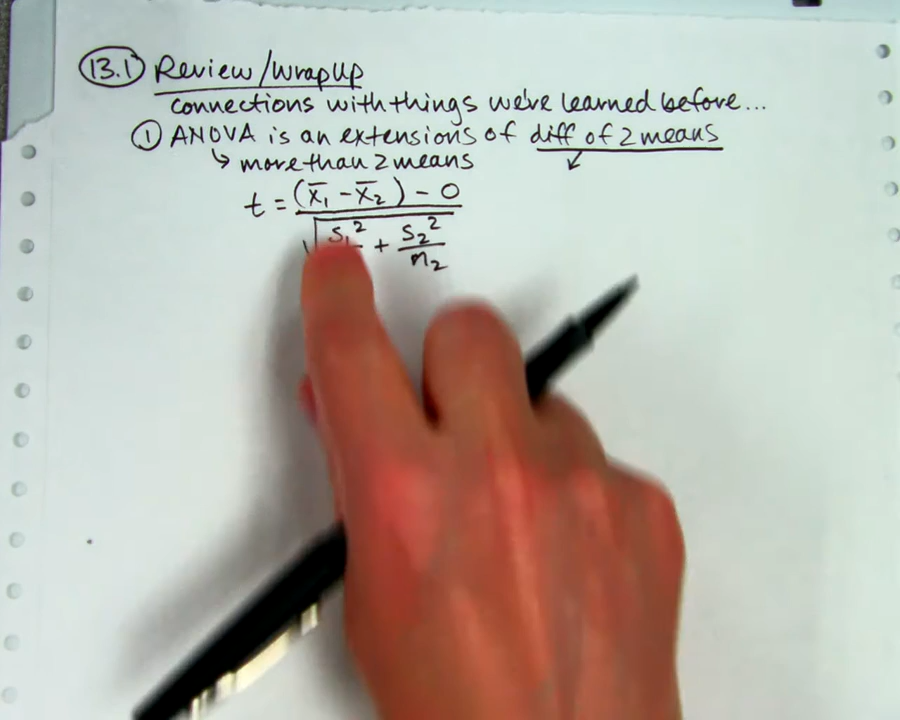 13.1 Review/wrapup
connections with things we've learned before...
① ANOVA is an extensions of diff of 2 means
↳ more than 2 means ↙
t = (x̄₁ - x̄₂) - 0
√ s₁² + s₂²
n₂